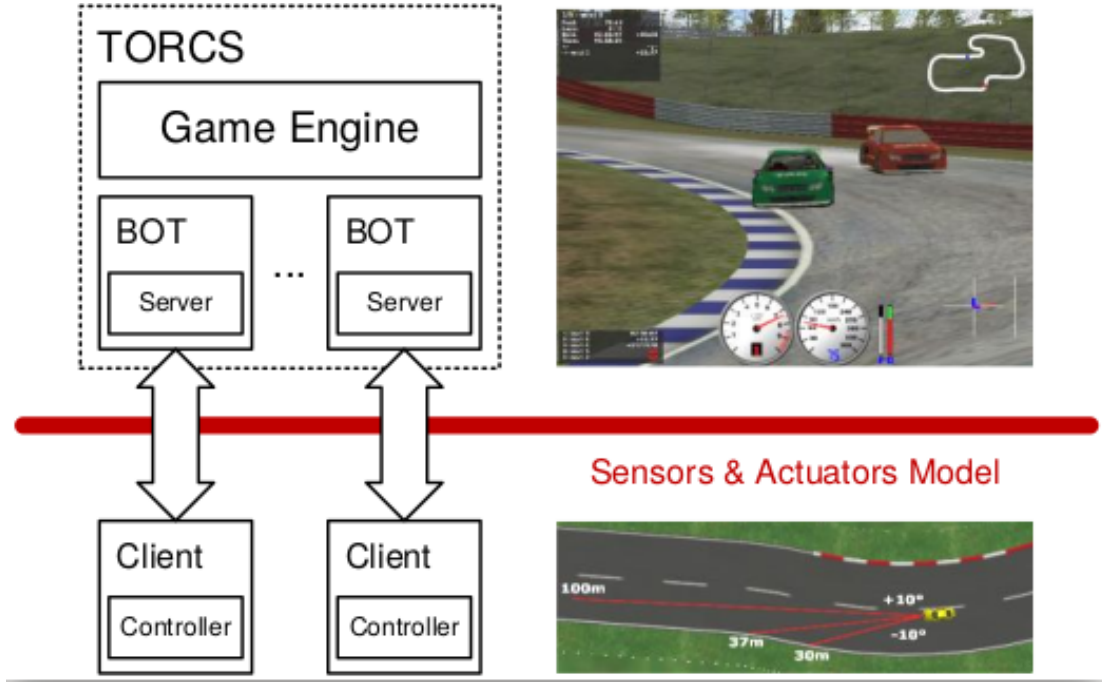 TORCS
Game Engine
BOT
Server
...
BOT
Server
Sensors & Actuators Model
Client
Controller
Client
Controller
100m
+10°
-10°
37m
30m